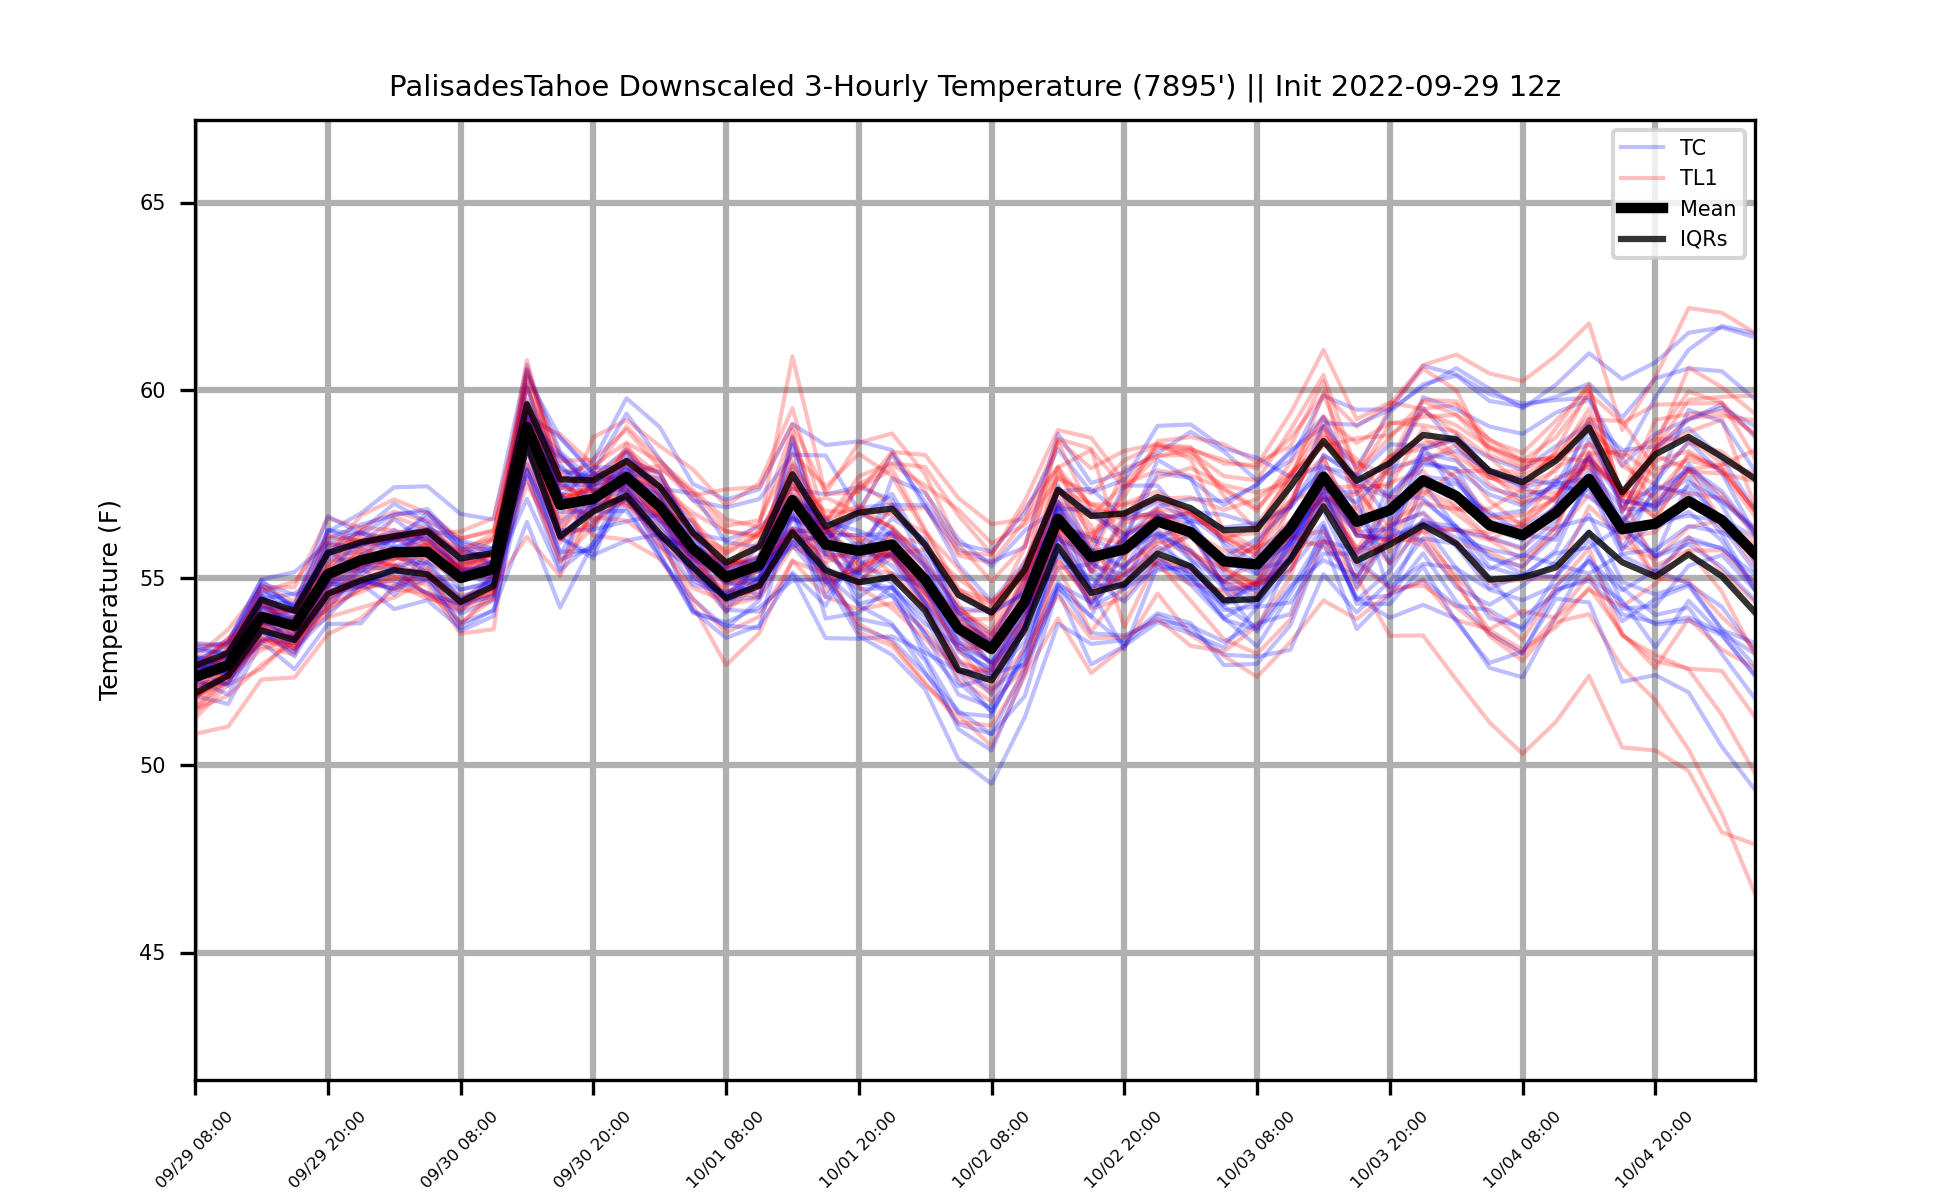 PalisadesTahoe Downscaled 3-Hourly Temperature (7895') || Init 2022-09-29 12z
TC
TL1
Mean
IQRs
Temperature (F)
65
60
55
50
45
09/29 08:00
09/29 20:00
09/30 08:00
09/30 20:00
10/01 08:00
10/01 20:00
10/02 08:00
10/02 20:00
10/03 08:00
10/03 20:00
10/04 08:00
10/04 20:00